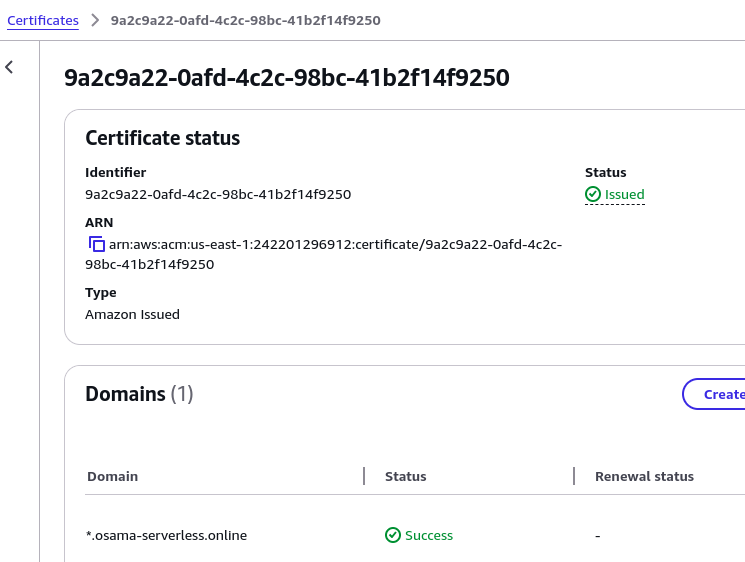 Certificates > 9a2c9a22-0afd-4c2c-98bc-41b2f14f9250
9a2c9a22-0afd-4c2c-98bc-41b2f14f9250
Certificate status
Identifier
9a2c9a22-0afd-4c2c-98bc-41b2f14f9250
Status
Issued
ARN
arn:aws:acm:us-east-1:242201296912:certificate/9a2c9a22-0afd-4c2c-
98bc-41b2f14f9250
Type
Amazon Issued
Domains (1)
Create
Domain
Status
Renewal status
*.osama-serverless.online
Success
-